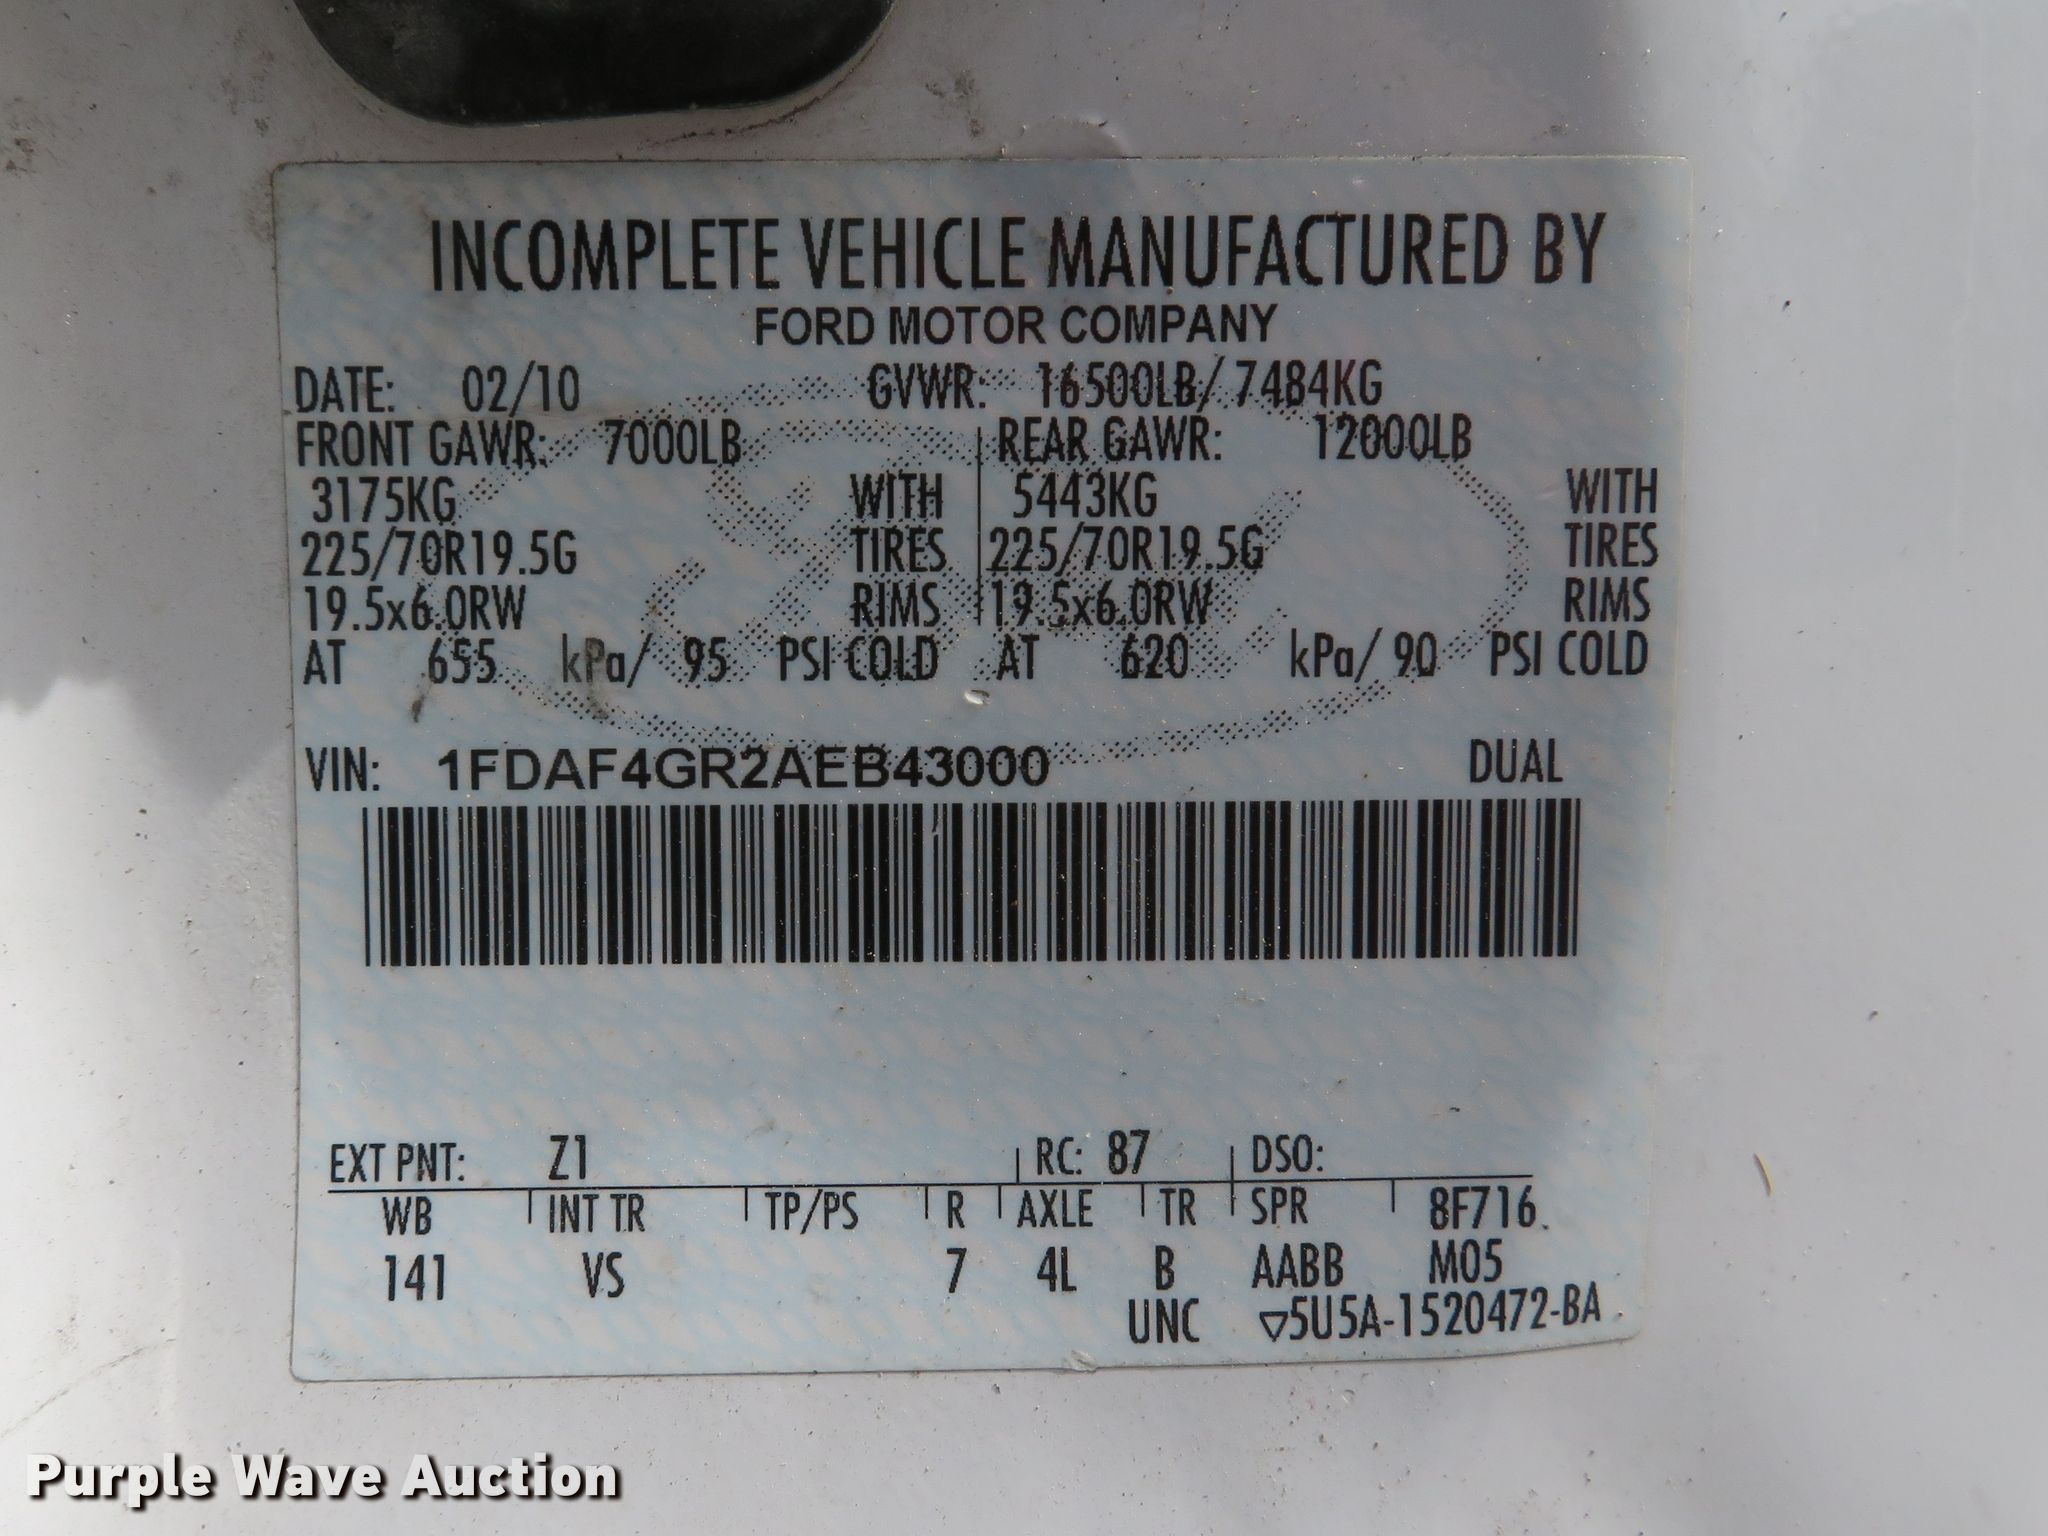 INCOMPLETE VEHICLE MANUFACTURED BY
FORD MOTOR COMPANY
DATE: 02/10 GVWR: 16500LB/ 7484KG
FRONT GAWR: 7000LB REAR GAWR: 12000LB
3175KG WITH 5443KG WITH
225/70R19.5G TIRES 225/70R19.5G TIRES
19.5x6.0RW RIMS 19.5x6.0RW RIMS
AT 655 kPa/ 95 PSI COLD AT 620 kPa/ 90 PSI COLD
VIN: 1FDAF4GR2AEB43000 DUAL
EXT PNT: Z1 RC: 87 DSO:
WB INT TR TP/PS R AXLE TR SPR 8F716
141 VS 7 4L B AABB M05
UNC ▽5U5A-1520472-BA
Purple Wave Auction